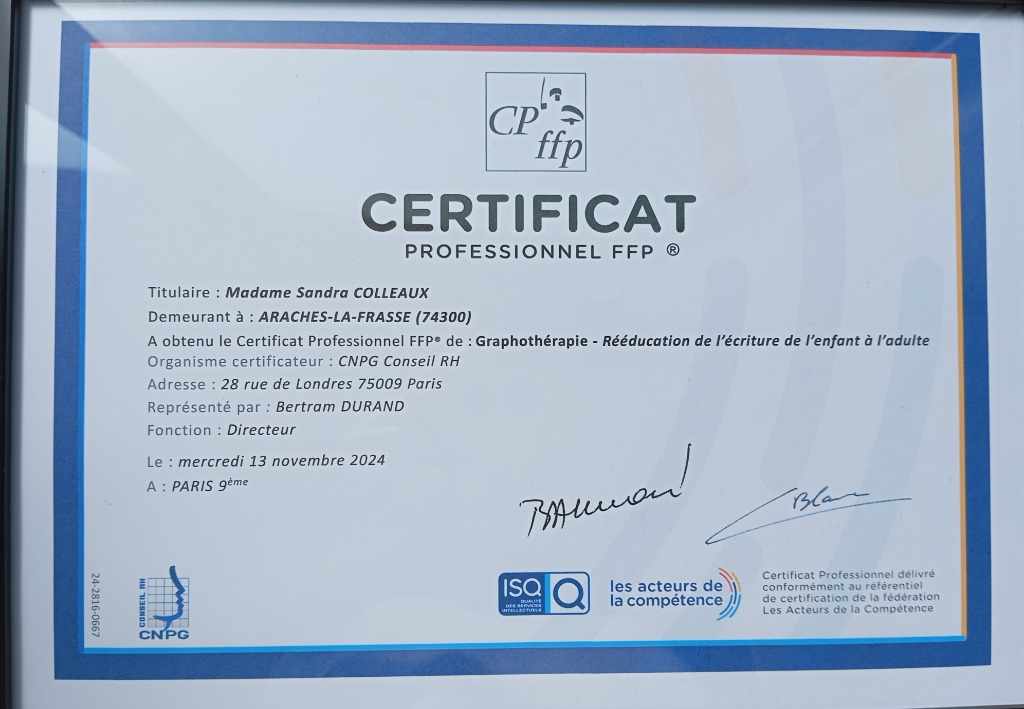 CP
ffp
CERTIFICAT
PROFESSIONNEL FFP ®
Titulaire : Madame Sandra COLLEAUX
Demeurant à : ARACHES-LA-FRASSE (74300)
A obtenu le Certificat Professionnel FFP® de : Graphothérapie - Rééducation de l'écriture de l'enfant à l'adulte
Organisme certificateur : CNPG Conseil RH
Adresse : 28 rue de Londres 75009 Paris
Représenté par : Bertram DURAND
Fonction : Directeur
Le : mercredi 13 novembre 2024
A : PARIS 9ème
24-2816-0667
CONSEIL RH
CNPG
ISQ
QUALITÉ
DES SERVICES
INTELLECTUELS
les acteurs de
la compétence
Certificat Professionnel délivré
conformément au référentiel
de certification de la fédération
Les Acteurs de la Compétence